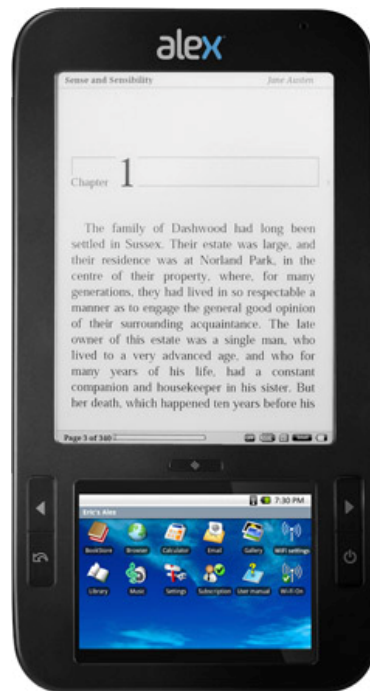 alex
Sense and Sensibility Jane Austen
Chapter 1
The family of Dashwood had long been
settled in Sussex. Their estate was large, and
their residence was at Norland Park, in the
centre of their property, where, for many
generations, they had lived in so respectable a
manner as to engage the general good opinion
of their surrounding acquaintance. The late
owner of this estate was a single man, who
lived to a very advanced age, and who for
many years of his life, had a constant
companion and housekeeper in his sister. But
her death, which happened ten years before his
Page 3 of 340
7:30 PM
Eric's Alex
BookStore Browser Calculator Email Gallery WiFi settings
Library Music Settings Subscription User manual Wi-Fi On